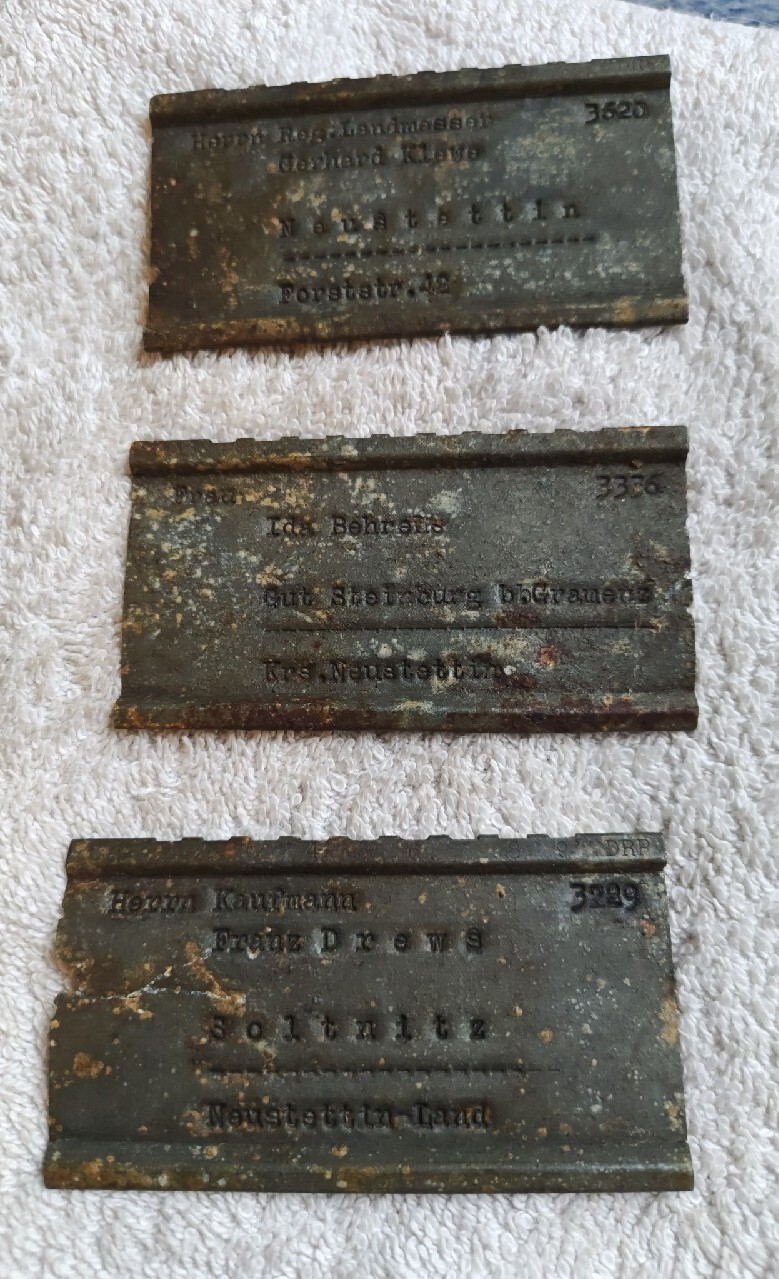 Herrn Reg.Landmesser 3620
Gerhard Klewe
Neustettin
Forststr.42
Frau 3336
Ida Behrens
Gut Steinburg bbGramenz
Krs.Neustettin
DRP
Herrn Kaufmann 3229
Franz Drews
Soltnitz
Neustettin-Land